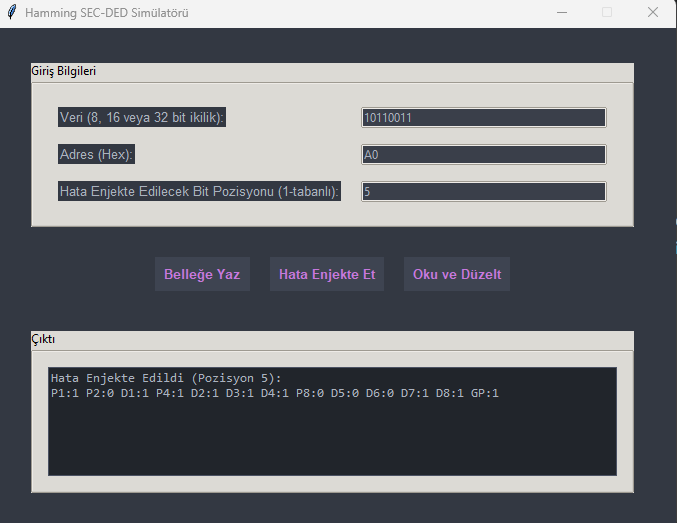 Hamming SEC-DED Simülatörü
Giriş Bilgileri
Veri (8, 16 veya 32 bit ikilik):
10110011
Adres (Hex):
A0
Hata Enjekte Edilecek Bit Pozisyonu (1-tabanlı):
5
Belleğe Yaz
Hata Enjekte Et
Oku ve Düzelt
Çıktı
Hata Enjekte Edildi (Pozisyon 5):
P1:1 P2:0 D1:1 P4:1 D2:1 D3:1 D4:1 P8:0 D5:0 D6:0 D7:1 D8:1 GP:1